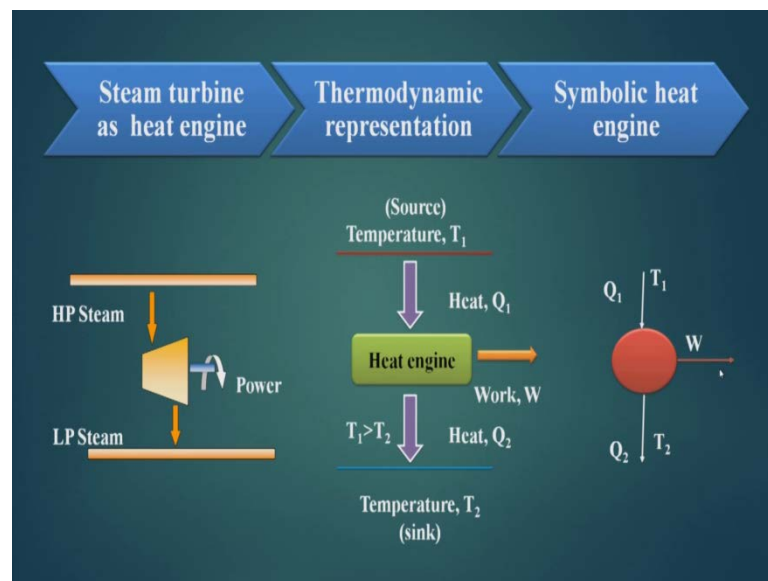 Steam turbine
as heat engine
Thermodynamic
representation
Symbolic heat
engine
HP Steam
Power
LP Steam
(Source)
Temperature, T₁
Heat, Q₁
Heat engine
Work, W
T₁>T₂
Heat, Q₂
Temperature, T₂
(sink)
Q₁
T₁
W
Q₂
T₂